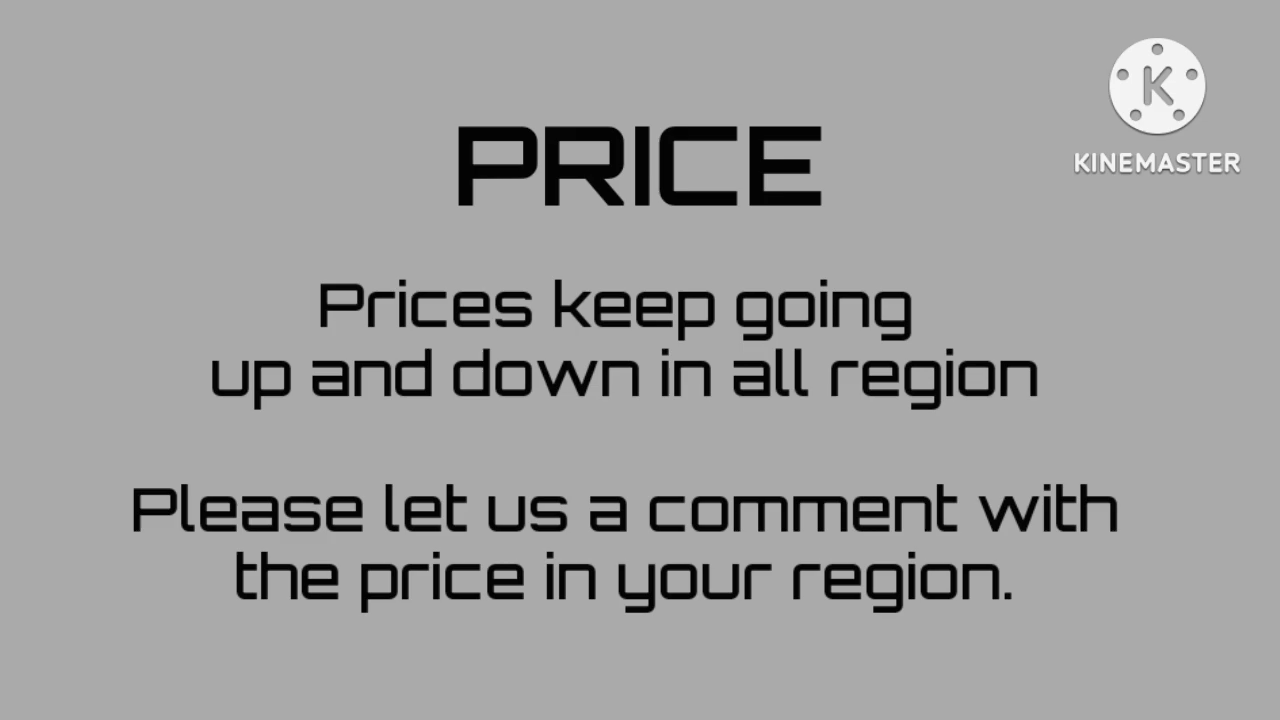 K
KINEMASTER
PRICE
Prices keep going
up and down in all region
Please let us a comment with
the price in your region.